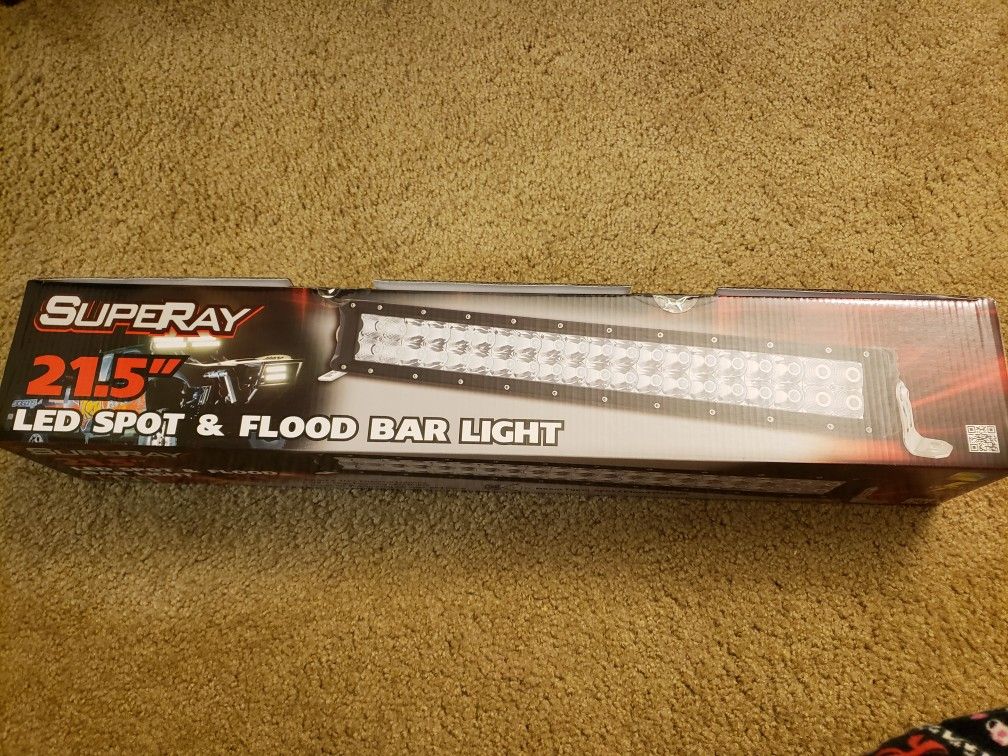 SUPERAY
21.5"
LED SPOT & FLOOD BAR LIGHT